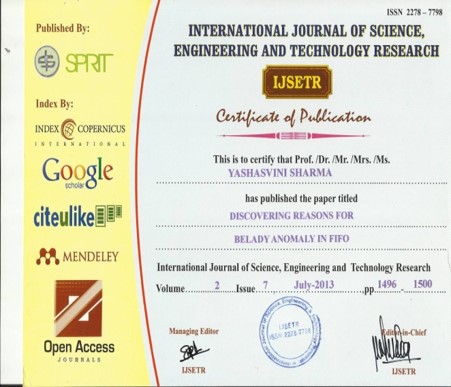 Published By:
SPRIT
Index By:
INDEX COPERNICUS
INTERNATIONAL
Google
scholar
citeulike
MENDELEY
Open Access
JOURNALS
ISSN 2278 - 7798
INTERNATIONAL JOURNAL OF SCIENCE,
ENGINEERING AND TECHNOLOGY RESEARCH
IJSETR
Certificate of Publication
This is to certify that Prof. /Dr. /Mr. /Mrs. /Ms.
YASHASVINI SHARMA
has published the paper titled
DISCOVERING REASONS FOR
BELADY ANOMALY IN FIFO
International Journal of Science, Engineering and Technology Research
Volume 2 Issue 7 July-2013 pp 1496 - 1500
Managing Editor
IJSETR
IJSETR
ISSN 2278-7798
Editor-in-Chief
IJSETR